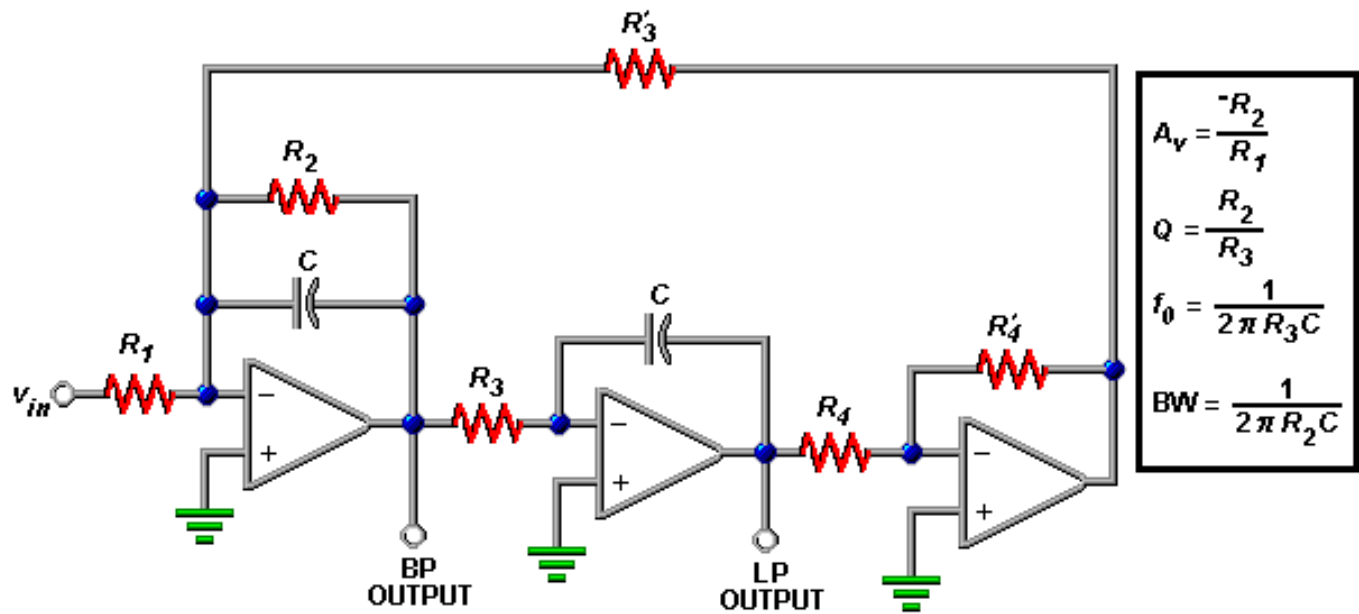 R'3
R2
C
C
R1
R3
R4
R'4
vin
−
+
−
+
−
+
BP
OUTPUT
LP
OUTPUT
Av = -R2/R1
Q = R2/R3
f0 = 1/2πR3C
BW = 1/2πR2C